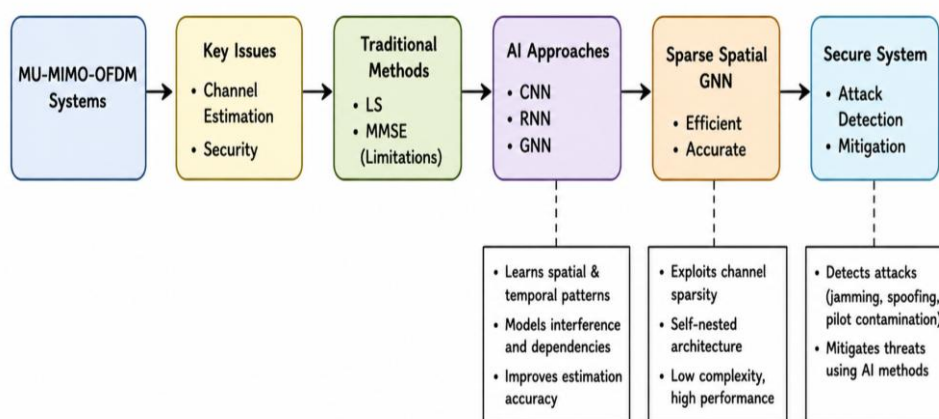 MU-MIMO-OFDM
Systems
Key Issues
• Channel
Estimation
• Security
Traditional
Methods
• LS
• MMSE
(Limitations)
AI Approaches
• CNN
• RNN
• GNN
Sparse Spatial
GNN
• Efficient
• Accurate
Secure System
• Attack
Detection
• Mitigation
• Learns spatial &
temporal patterns
• Models interference
and dependencies
• Improves estimation
accuracy
• Exploits channel
sparsity
• Self-nested
architecture
• Low complexity,
high performance
• Detects attacks
(jamming, spoofing,
pilot contamination)
• Mitigates threats
using AI methods